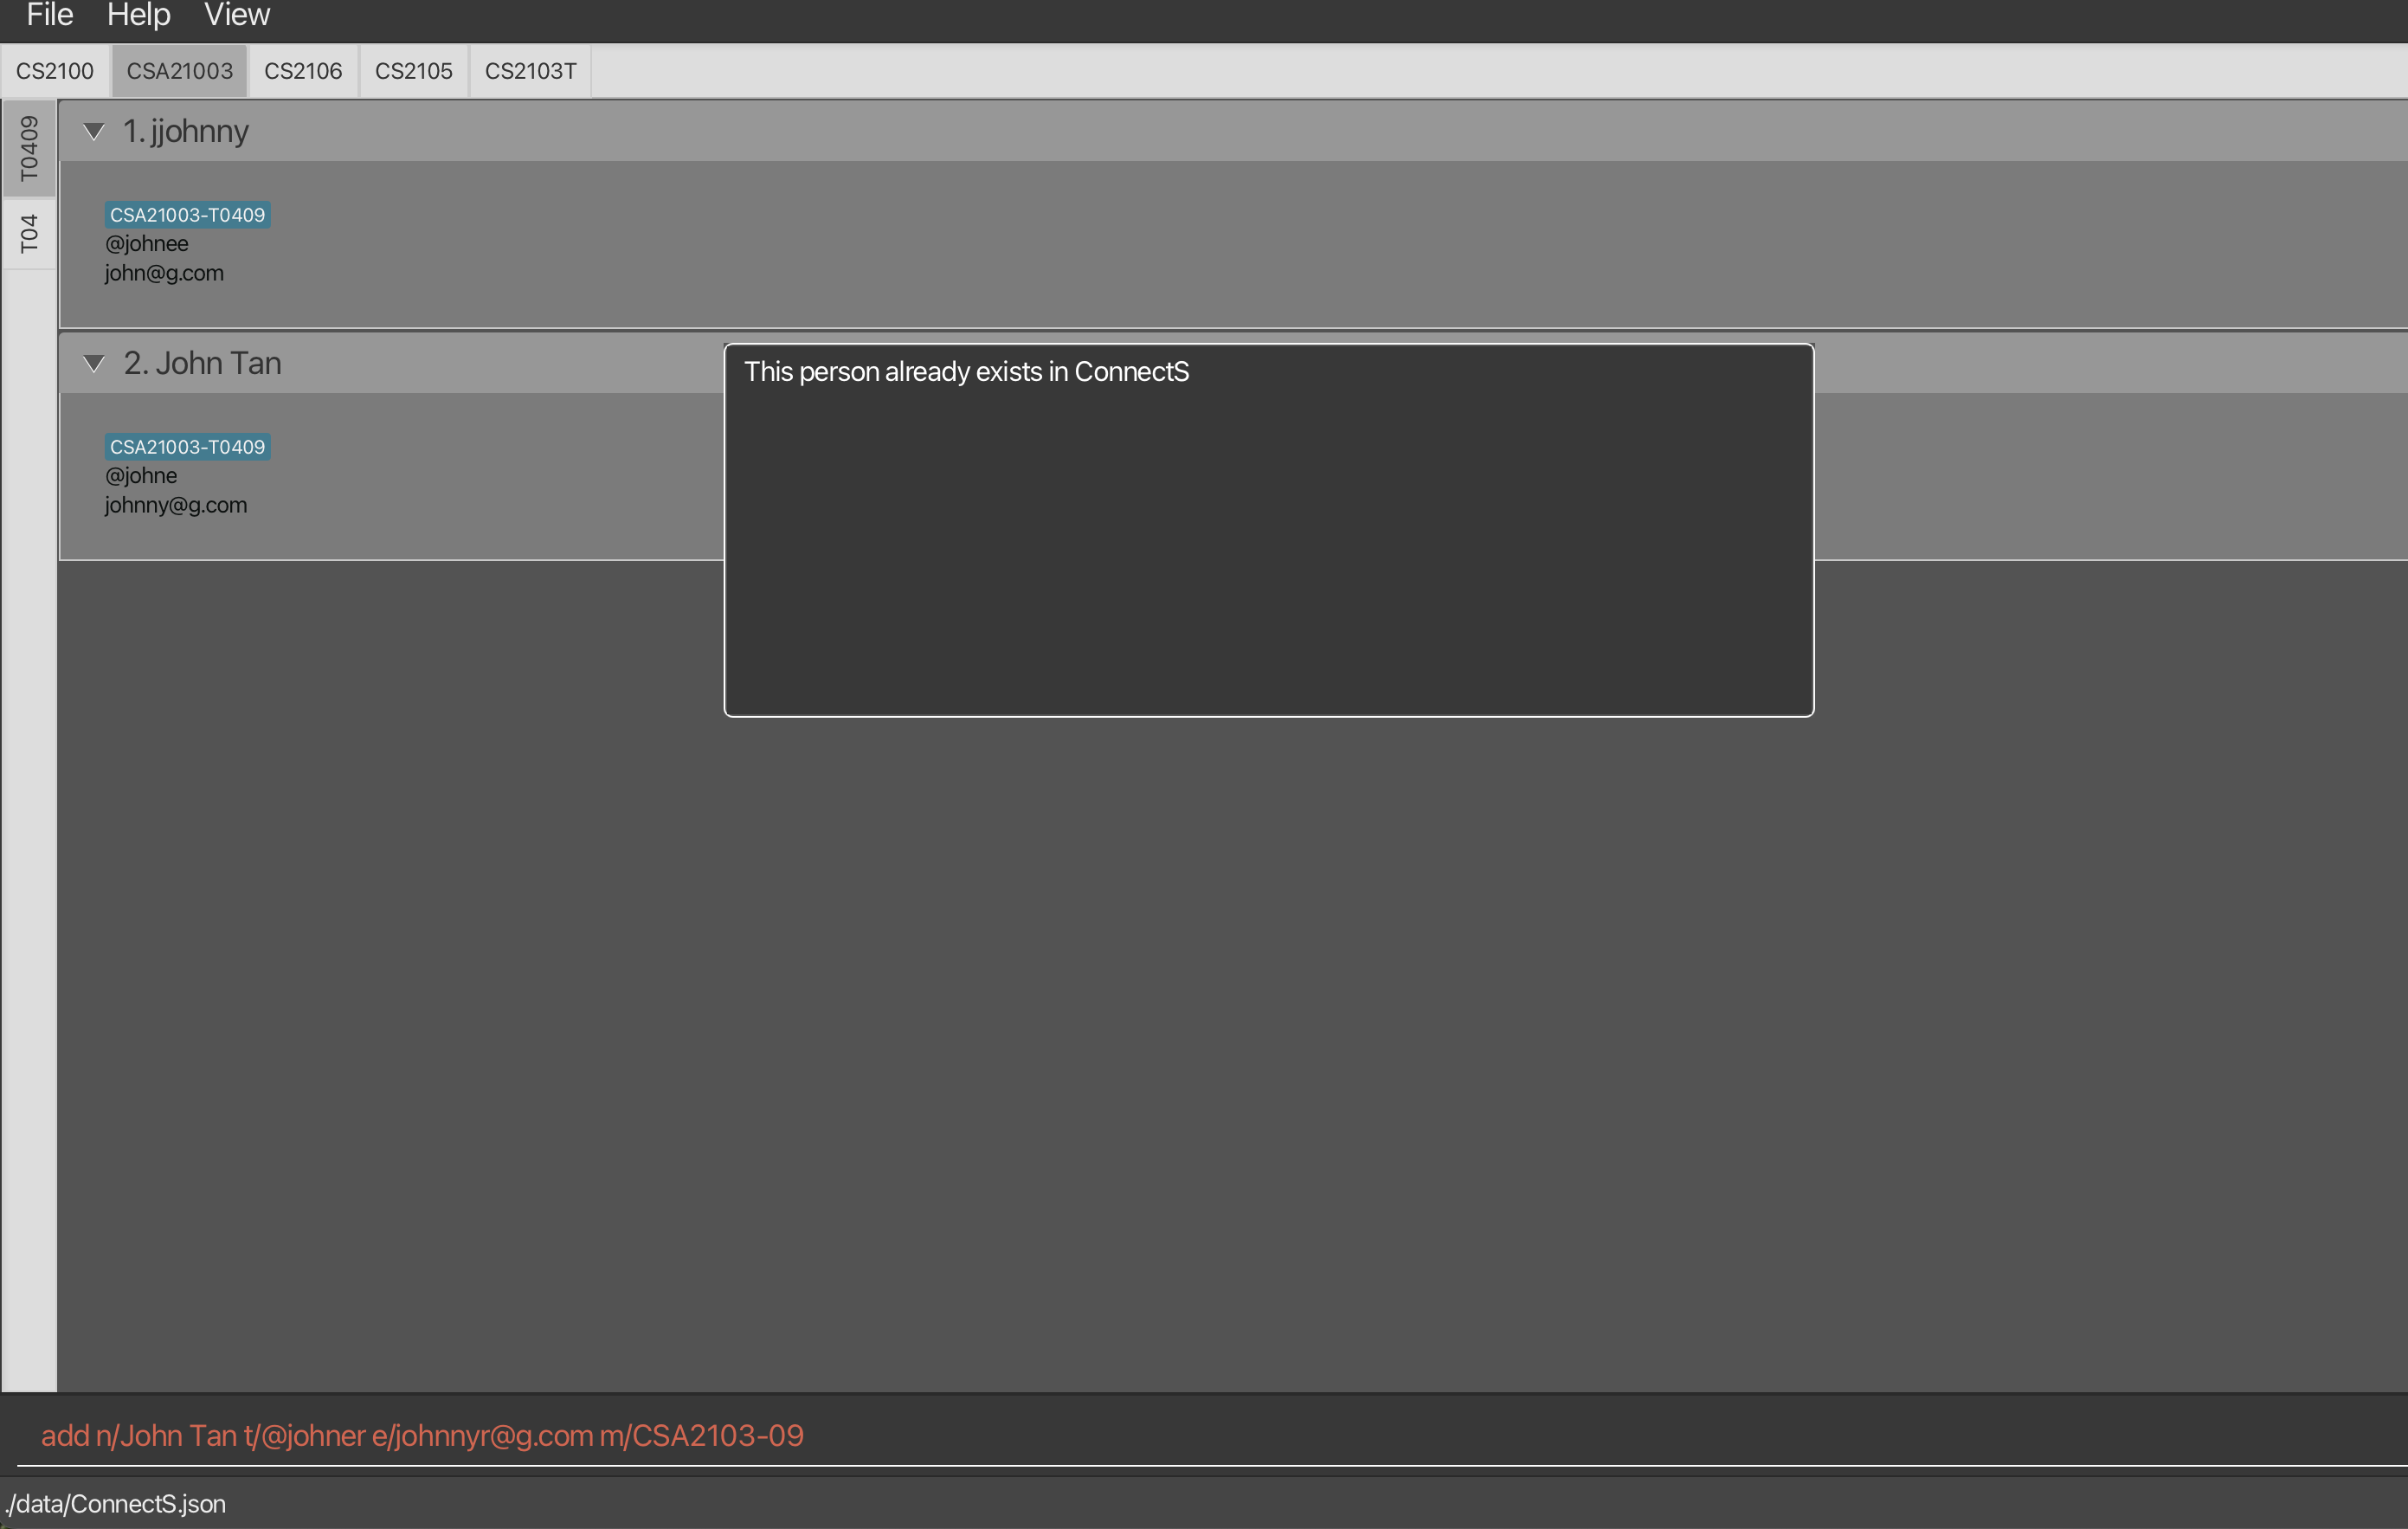 File Help View
CS2100 CSA21003 CS2106 CS2105 CS2103T
T0409
T04
1. jjohnny
CSA21003-T0409
@johnee
john@g.com
2. John Tan
CSA21003-T0409
@johne
johnny@g.com
This person already exists in ConnectS
add n/John Tan t/@johner e/johnnyr@g.com m/CSA2103-09
./data/ConnectS.json